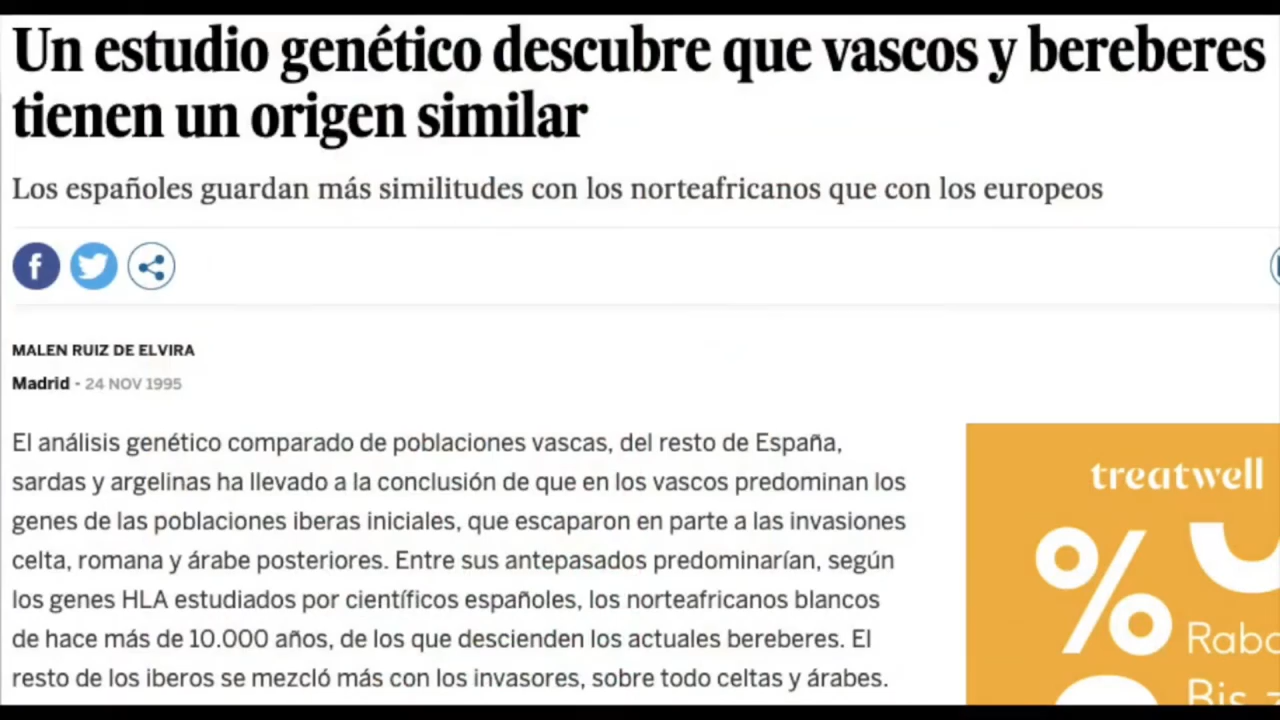 Un estudio genético descubre que vascos y bereberes
tienen un origen similar
Los españoles guardan más similitudes con los norteafricanos que con los europeos
MALEN RUIZ DE ELVIRA
Madrid - 24 NOV 1995
El análisis genético comparado de poblaciones vascas, del resto de España,
sardas y argelinas ha llevado a la conclusión de que en los vascos predominan los
genes de las poblaciones iberas iniciales, que escaparon en parte a las invasiones
celta, romana y árabe posteriores. Entre sus antepasados predominarían, según
los genes HLA estudiados por científicos españoles, los norteafricanos blancos
de hace más de 10.000 años, de los que descienden los actuales bereberes. El
resto de los iberos se mezcló más con los invasores, sobre todo celtas y árabes.
treatwell
%